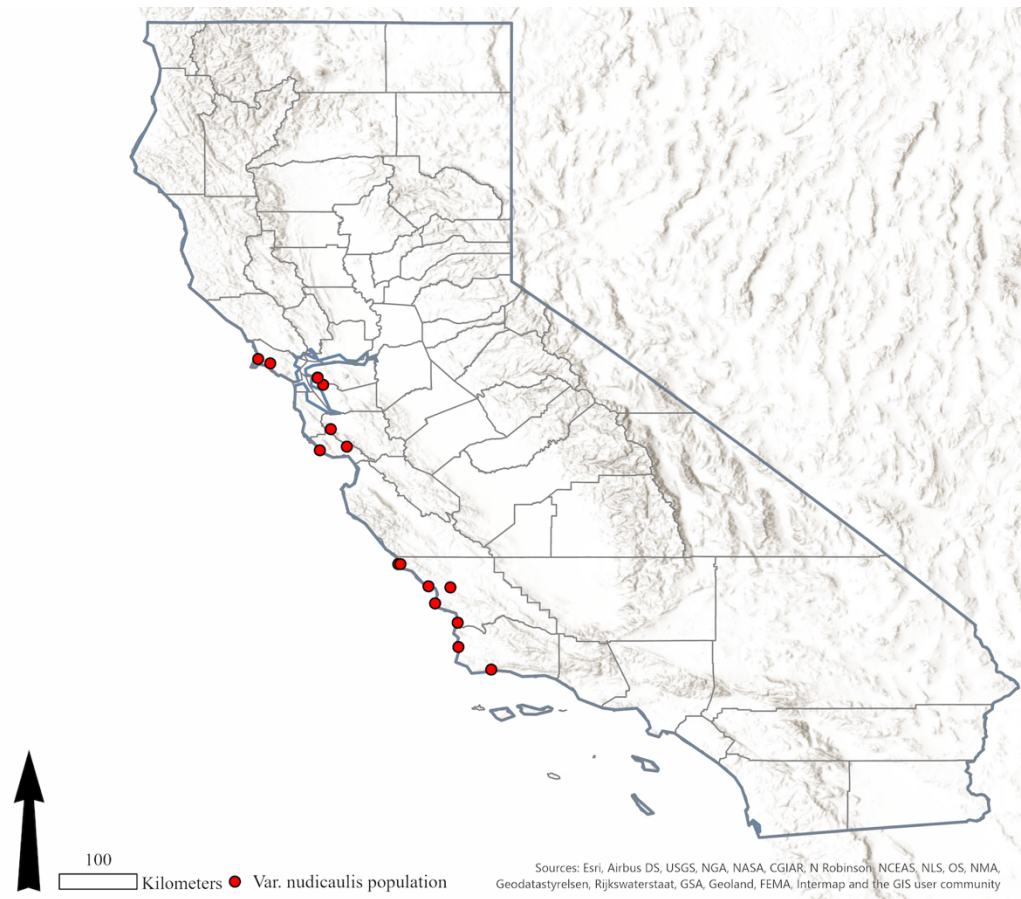 100
Kilometers
Var. nudicaulis population
Sources: Esri, Airbus DS, USGS, NGA, NASA, CGIAR, N Robinson, NCEAS, NLS, OS, NMA,
Geodatastyrelsen, Rijkswaterstaat, GSA, Geoland, FEMA, Intermap and the GIS user community